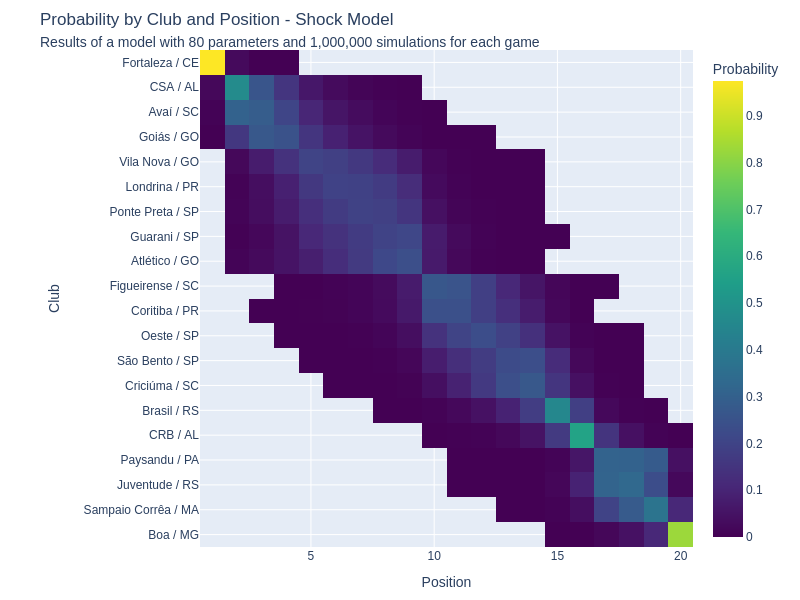 Probability by Club and Position - Shock Model
Results of a model with 80 parameters and 1,000,000 simulations for each game
Probability
Fortaleza / CE
CSA / AL
Avaí / SC
Goiás / GO
Vila Nova / GO
Londrina / PR
Ponte Preta / SP
Guarani / SP
Atlético / GO
Figueirense / SC
Coritiba / PR
Oeste / SP
São Bento / SP
Criciúma / SC
Brasil / RS
CRB / AL
Paysandu / PA
Juventude / RS
Sampaio Corrêa / MA
Boa / MG
Club
5 10 15 20
Position
0.9
0.8
0.7
0.6
0.5
0.4
0.3
0.2
0.1
0